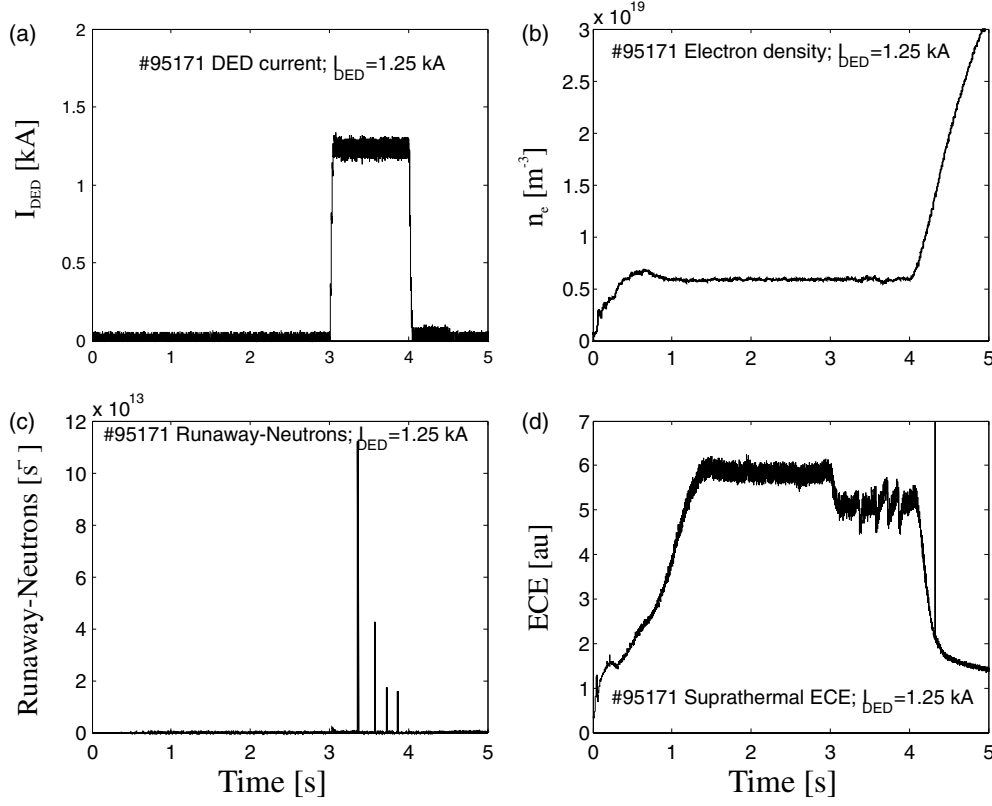 (a)
#95171 DED current; I_DED=1.25 kA
2
1.5
1
0.5
0
0 1 2 3 4 5
I_DED [kA]
(b)
x 10^19
#95171 Electron density; I_DED=1.25 kA
3
2.5
2
1.5
1
0.5
0
0 1 2 3 4 5
n_e [m^-3]
(c)
x 10^13
#95171 Runaway-Neutrons; I_DED=1.25 kA
12
10
8
6
4
2
0
0 1 2 3 4 5
Runaway-Neutrons [s^-1]
Time [s]
(d)
7
6
5
4
3
2
1
0
#95171 Suprathermal ECE; I_DED=1.25 kA
0 1 2 3 4 5
ECE [au]
Time [s]